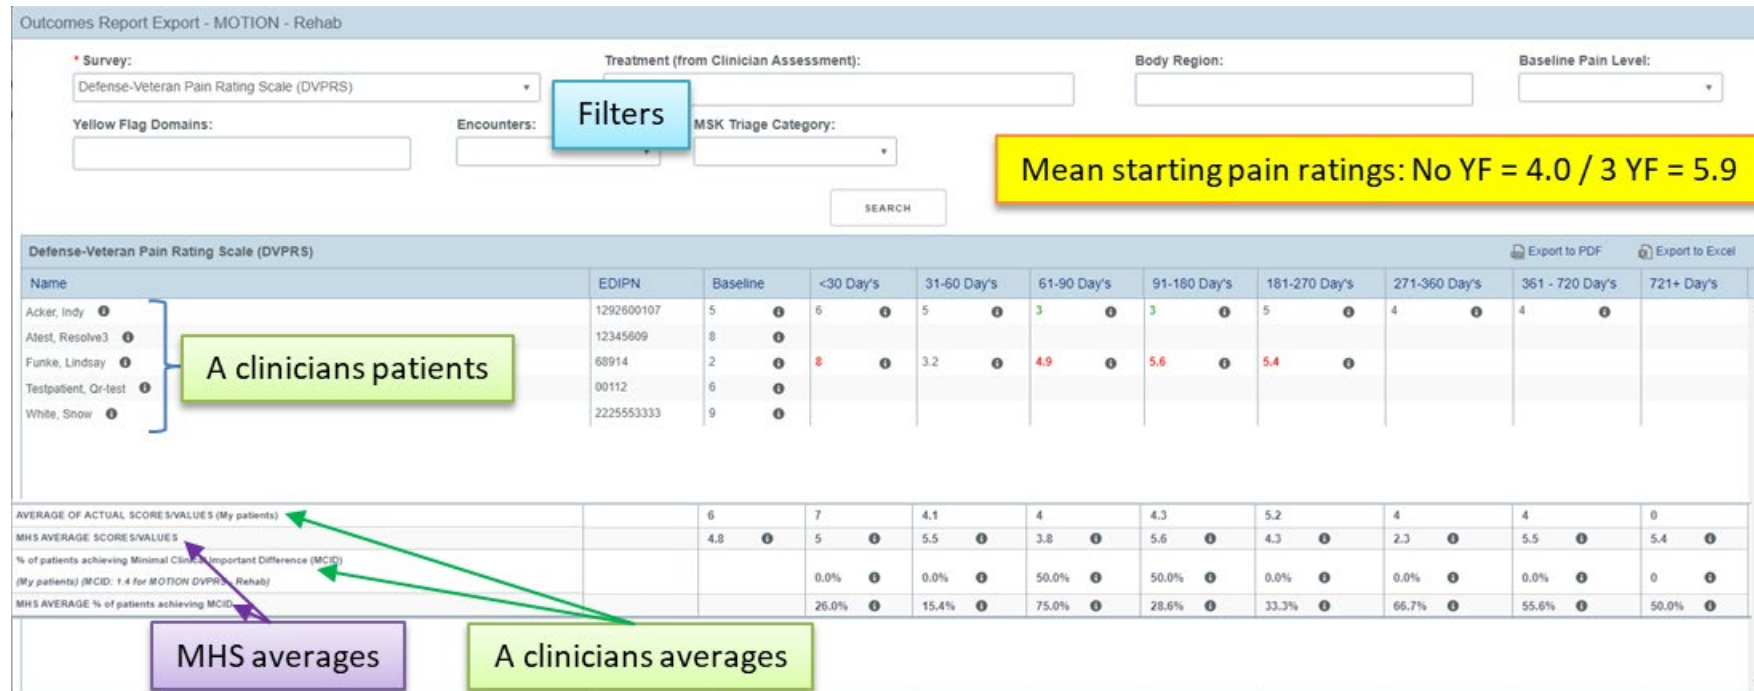 Outcomes Report Export - MOTION - Rehab
* Survey: Treatment (from Clinician Assessment): Body Region: Baseline Pain Level:
Defense-Veteran Pain Rating Scale (DVPRS)
Filters
Yellow Flag Domains: Encounters: MSK Triage Category:
Mean starting pain ratings: No YF = 4.0 / 3 YF = 5.9
SEARCH
Defense-Veteran Pain Rating Scale (DVPRS) Export to PDF Export to Excel
Name EDIPN Baseline <30 Day's 31-60 Day's 61-90 Day's 91-180 Day's 181-270 Day's 271-360 Day's 361 - 720 Day's 721+ Day's
Acker, Indy 1292600107 5 6 5 3 3 5 4 4
Atest, Resolve3 12345609 8
Funke, Lindsay 68914 2 8 3.2 4.9 5.6 5.4
Testpatient, Qr-test 00112 6
White, Snow 2225553333 9
A clinicians patients
AVERAGE OF ACTUAL SCORES/VALUES (My patients) 6 7 4.1 4 4.3 5.2 4 4 0
MHS AVERAGE SCORES/VALUES 4.8 5 5.5 3.8 5.6 4.3 2.3 5.5 5.4
% of patients achieving Minimal Clinical Important Difference (MCID)
(My patients) (MCID: 1.4 for MOTION DVPRS - Rehab) 0.0% 0.0% 50.0% 50.0% 0.0% 0.0% 0.0% 0
MHS AVERAGE % of patients achieving MCID 26.0% 15.4% 75.0% 28.6% 33.3% 66.7% 55.6% 50.0%
MHS averages
A clinicians averages